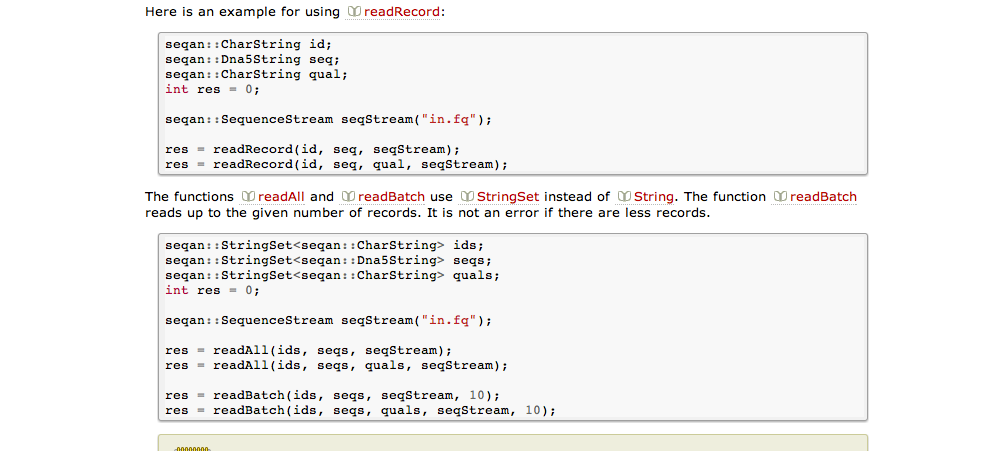 Here is an example for using readRecord:
seqan::CharString id;
seqan::Dna5String seq;
seqan::CharString qual;
int res = 0;
seqan::SequenceStream seqStream("in.fq");
res = readRecord(id, seq, seqStream);
res = readRecord(id, seq, qual, seqStream);
The functions readAll and readBatch use StringSet instead of String. The function readBatch
reads up to the given number of records. It is not an error if there are less records.
seqan::StringSet<seqan::CharString> ids;
seqan::StringSet<seqan::Dna5String> seqs;
seqan::StringSet<seqan::CharString> quals;
int res = 0;
seqan::SequenceStream seqStream("in.fq");
res = readAll(ids, seqs, seqStream);
res = readAll(ids, seqs, quals, seqStream);
res = readBatch(ids, seqs, seqStream, 10);
res = readBatch(ids, seqs, quals, seqStream, 10);